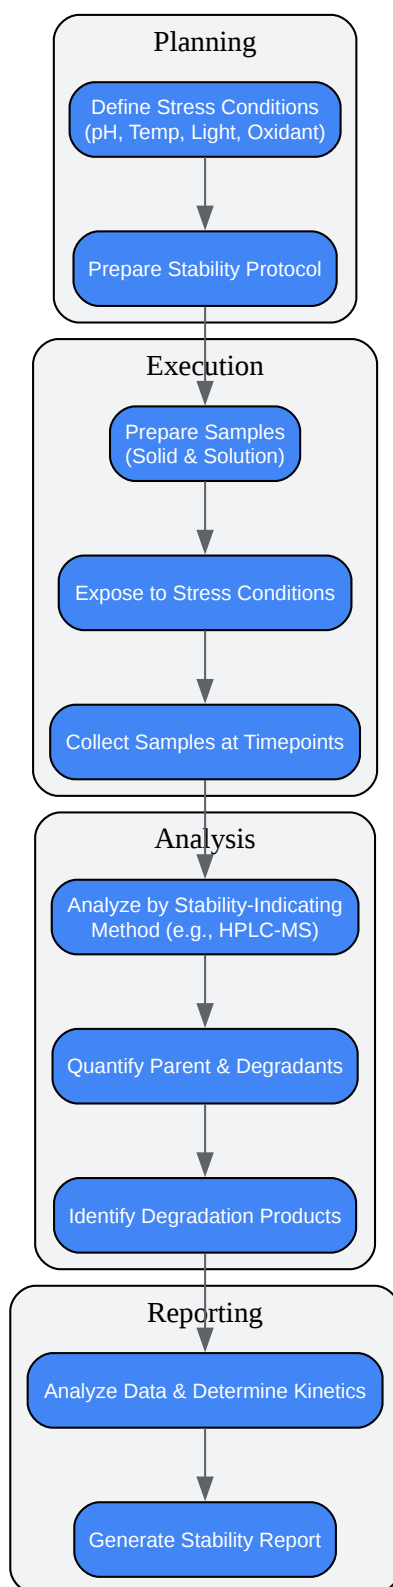 Planning
Define Stress Conditions
(pH, Temp, Light, Oxidant)
Prepare Stability Protocol
Execution
Prepare Samples
(Solid & Solution)
Expose to Stress Conditions
Collect Samples at Timepoints
Analysis
Analyze by Stability-Indicating
Method (e.g., HPLC-MS)
Quantify Parent & Degradants
Identify Degradation Products
Reporting
Analyze Data & Determine Kinetics
Generate Stability Report